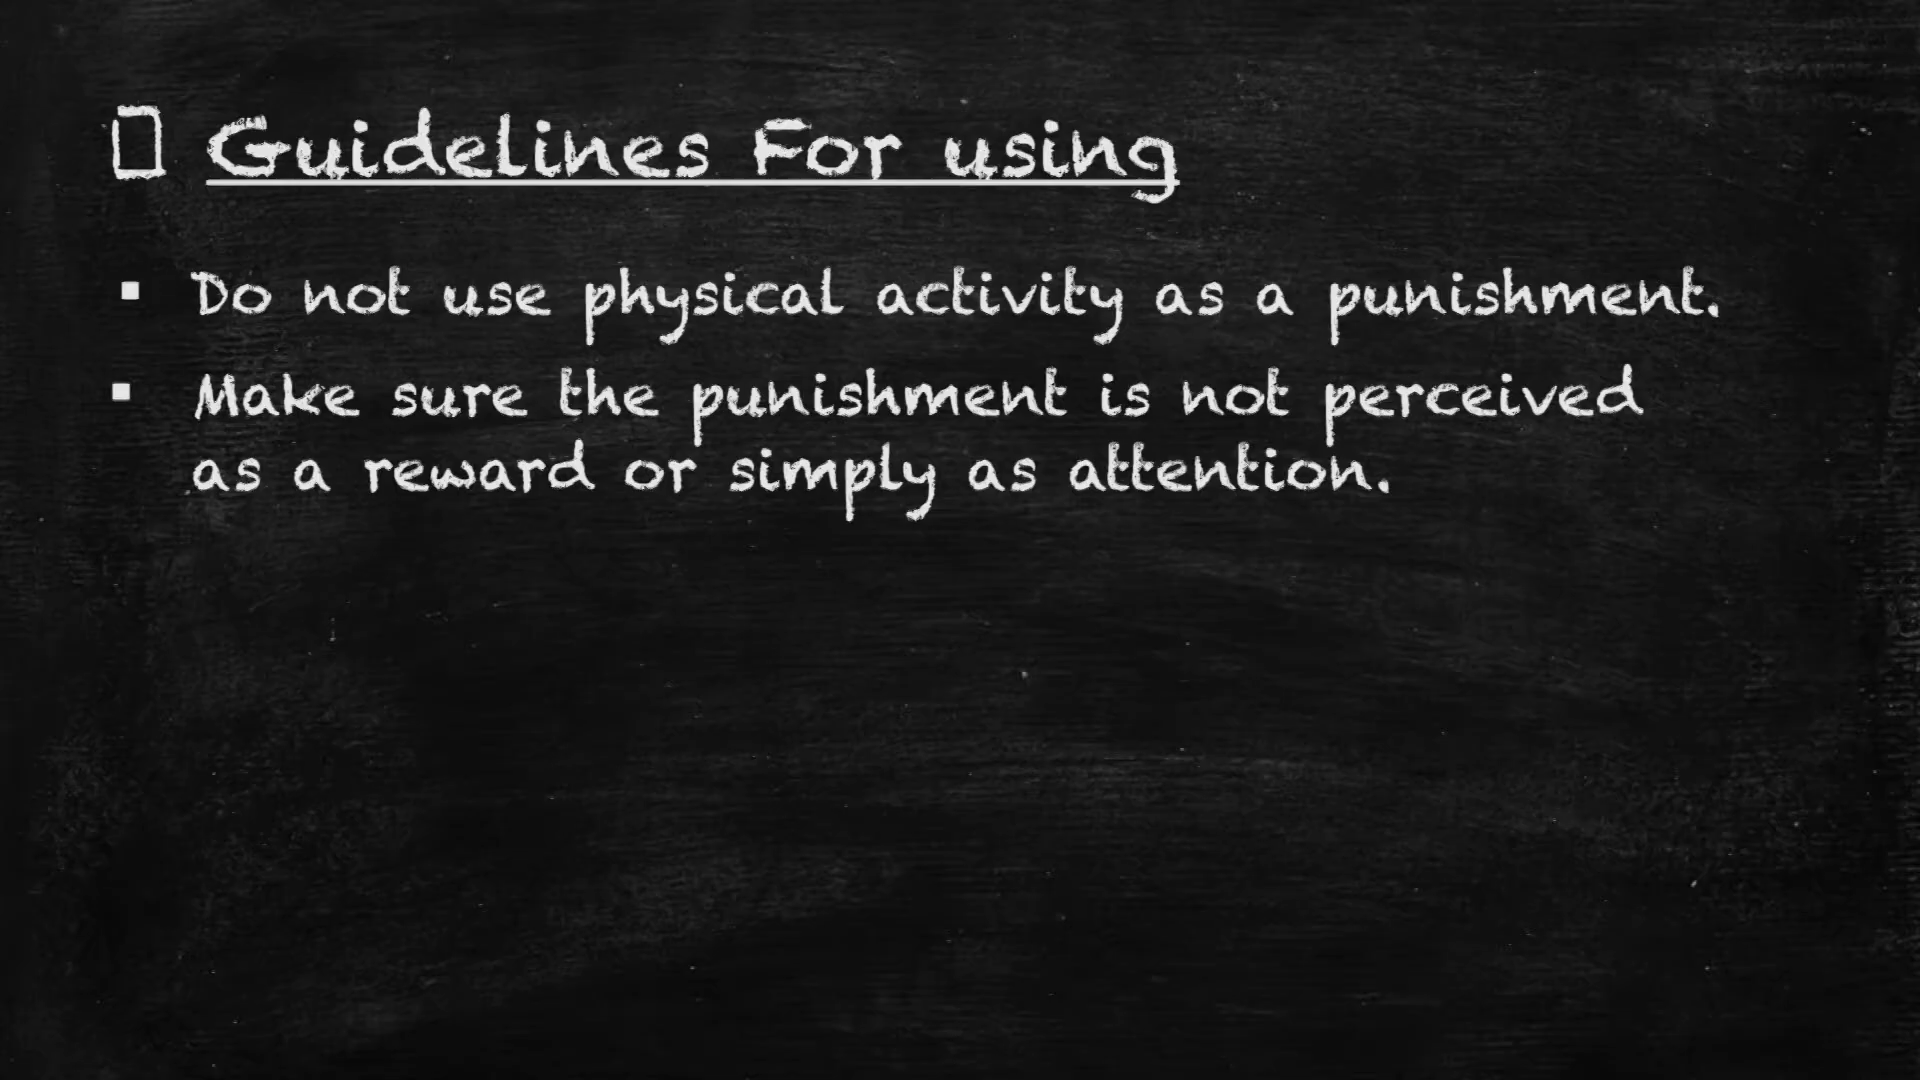 Guidelines For using
▪ Do not use physical activity as a punishment.
▪ Make sure the punishment is not perceived
as a reward or simply as attention.